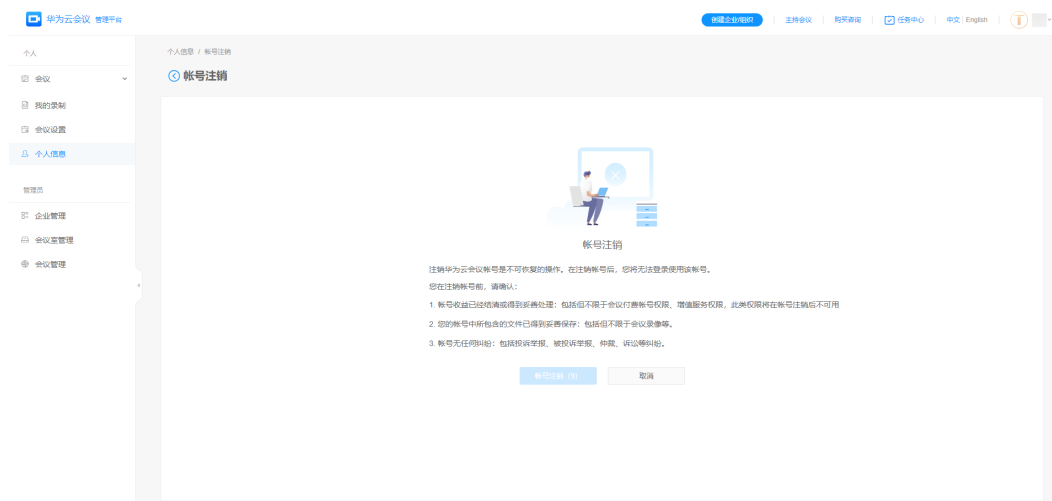 华为云会议 管理平台
创建企业/组织
主持会议
购买咨询
任务中心
中文 English
个人
会议
我的录制
会议设置
个人信息
管理员
企业管理
会议室管理
会议管理
个人信息 / 帐号注销
帐号注销
帐号注销
注销华为云会议帐号是不可恢复的操作。在注销帐号后，您将无法登录使用该帐号。
您在注销帐号前，请确认：
1. 帐号收益已经结清或得到妥善处理：包括但不限于会议付费帐号权限、增值服务权限，此类权限将在帐号注销后不可用
2. 您的帐号中所包含的文件已得到妥善保存：包括但不限于会议录像等。
3. 帐号无任何纠纷：包括投诉举报、被投诉举报、仲裁、诉讼等纠纷。
帐号注销 (9)
取消